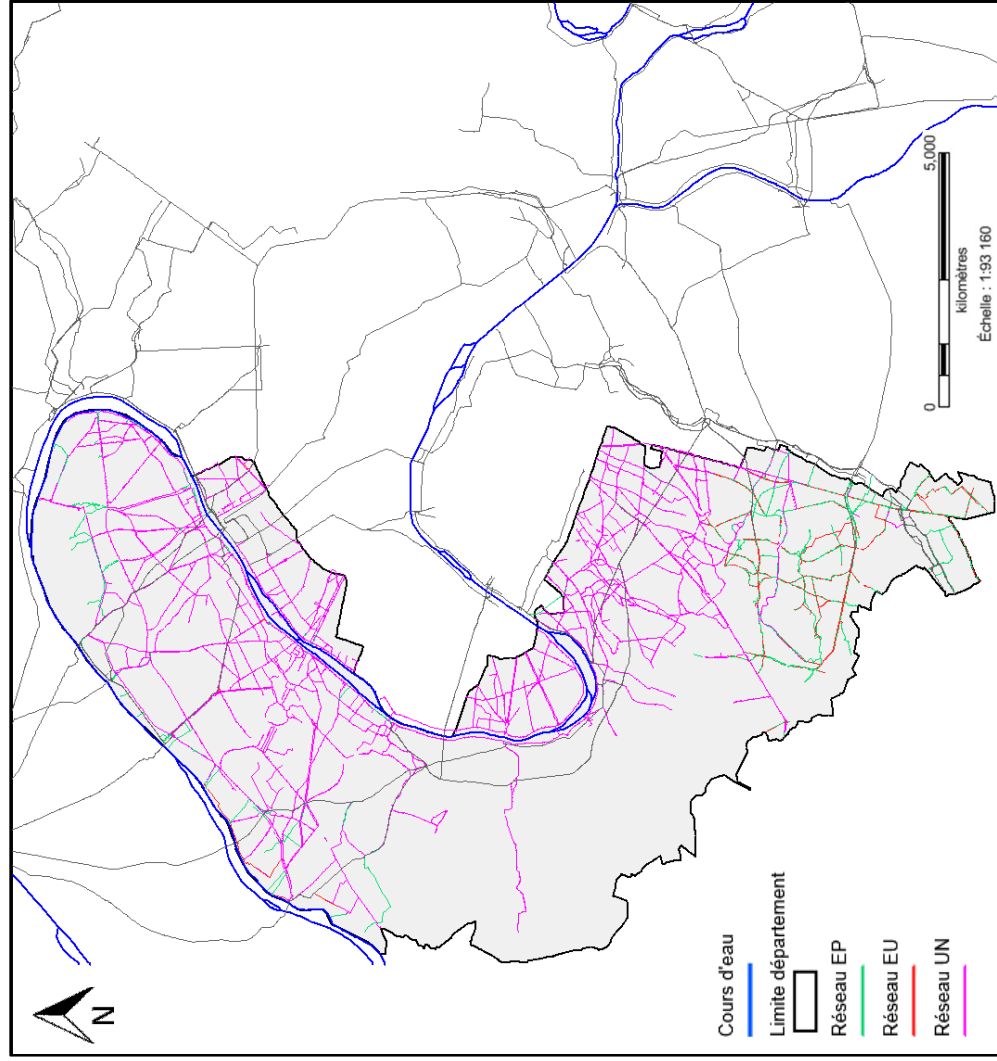 N
Cours d'eau
Limite département
Réseau EP
Réseau EU
Réseau UN
0
5,000
kilomètres
Échelle : 1:93 160